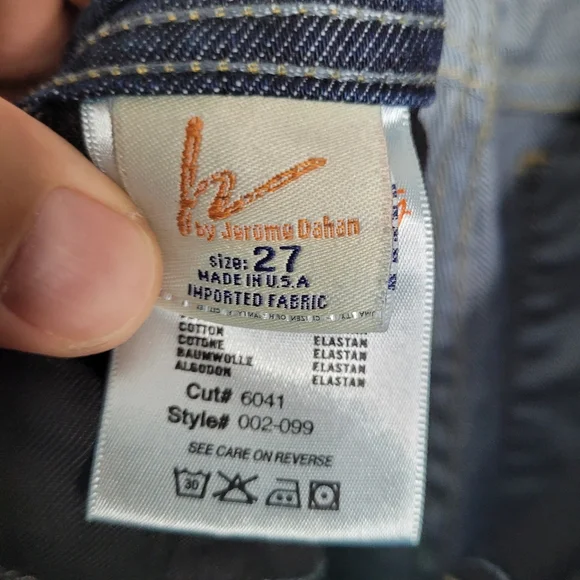 by Jerome Dahan
size: 27
MADE IN U.S.A
IMPORTED FABRIC
COTTON ELASTAN
COTONE ELASTAN
BAUMWOLLE ELASTAN
ALGODON ELASTAN
Cut# 6041
Style# 002-099
SEE CARE ON REVERSE
30